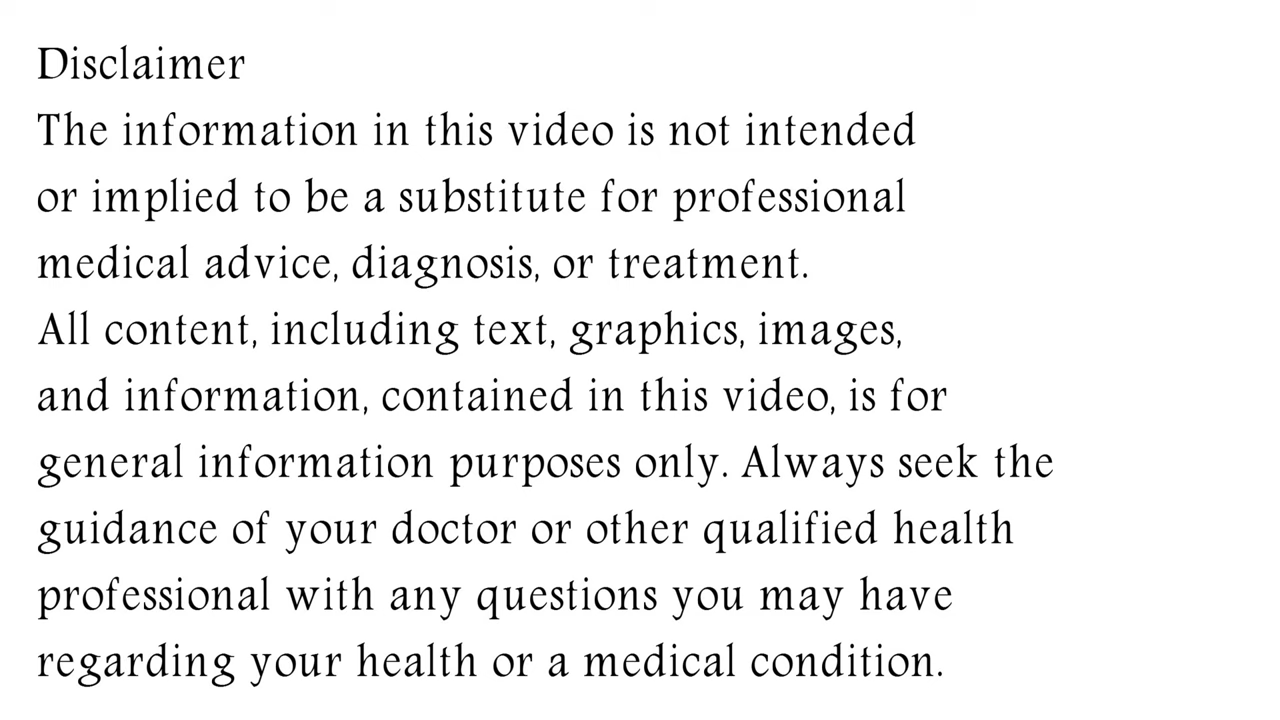 Disclaimer
The information in this video is not intended
or implied to be a substitute for professional
medical advice, diagnosis, or treatment.
All content, including text, graphics, images,
and information, contained in this video, is for
general information purposes only. Always seek the
guidance of your doctor or other qualified health
professional with any questions you may have
regarding your health or a medical condition.